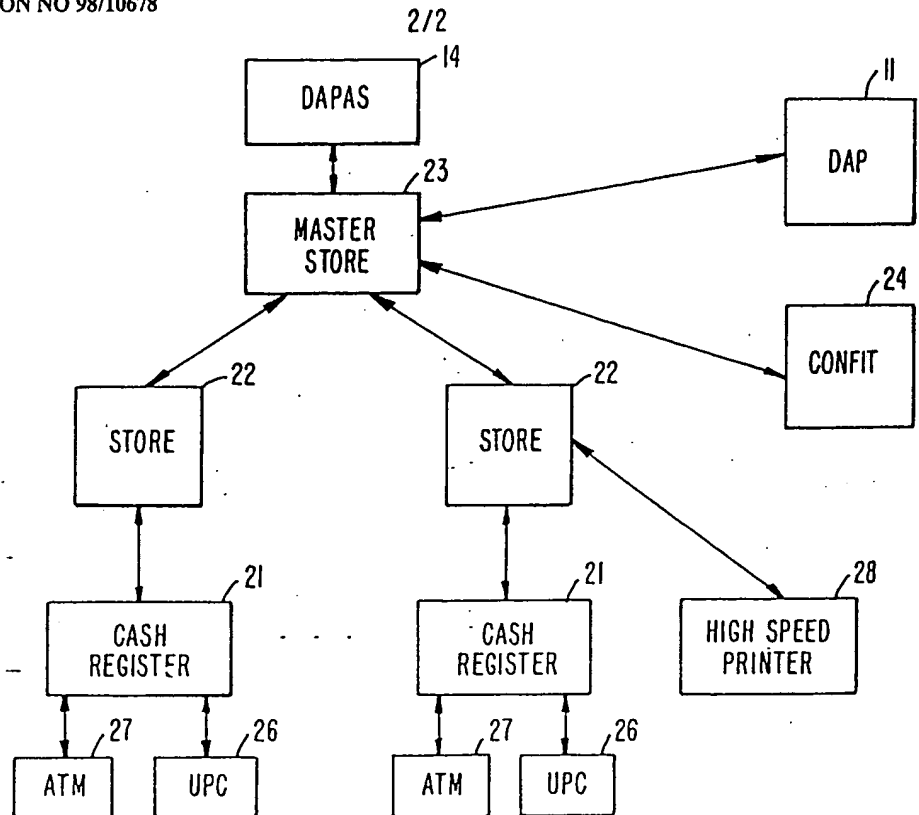 ON NO 98/10678
2/2
14
DAPAS
11
DAP
23
MASTER
STORE
24
CONFIT
22
STORE
22
STORE
21
CASH
REGISTER
21
CASH
REGISTER
28
HIGH SPEED
PRINTER
27
ATM
26
UPC
27
ATM
26
UPC